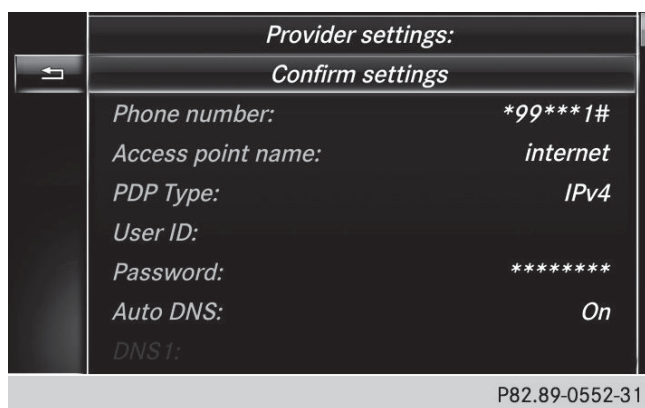 Provider settings:
Confirm settings
Phone number: *99***1#
Access point name: internet
PDP Type: IPv4
User ID:
Password: ********
Auto DNS: On
DNS1:
P82.89-0552-31